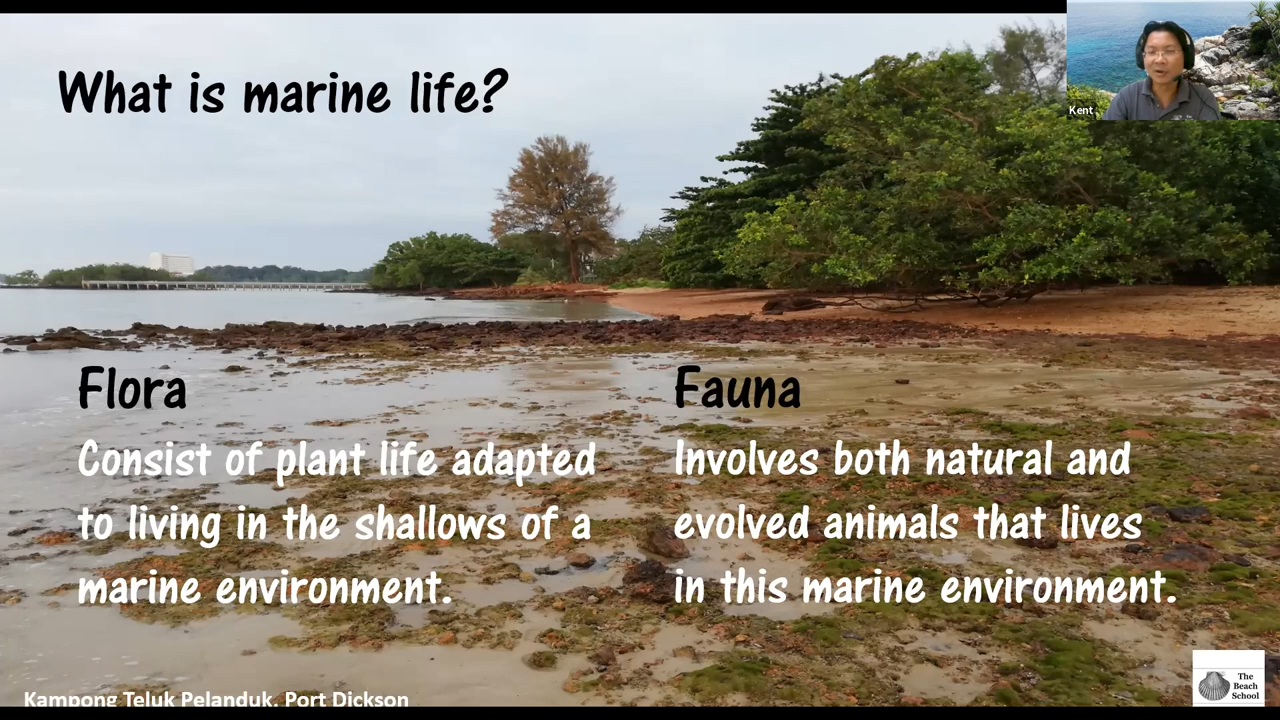 What is marine life?
Kent
Flora
Consist of plant life adapted
to living in the shallows of a
marine environment.
Fauna
Involves both natural and
evolved animals that lives
in this marine environment.
Kampong Teluk Pelanduk, Port Dickson
The
Beach
School